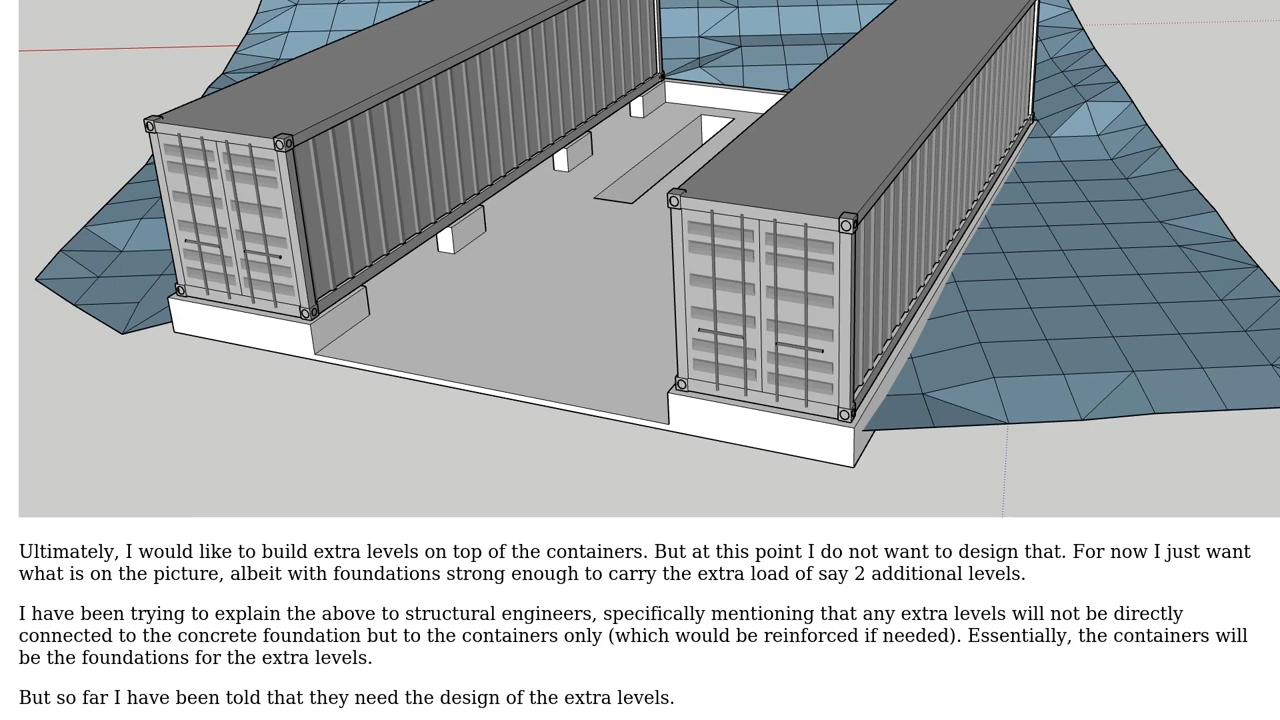 Ultimately, I would like to build extra levels on top of the containers. But at this point I do not want to design that. For now I just want
what is on the picture, albeit with foundations strong enough to carry the extra load of say 2 additional levels.
I have been trying to explain the above to structural engineers, specifically mentioning that any extra levels will not be directly
connected to the concrete foundation but to the containers only (which would be reinforced if needed). Essentially, the containers will
be the foundations for the extra levels.
But so far I have been told that they need the design of the extra levels.